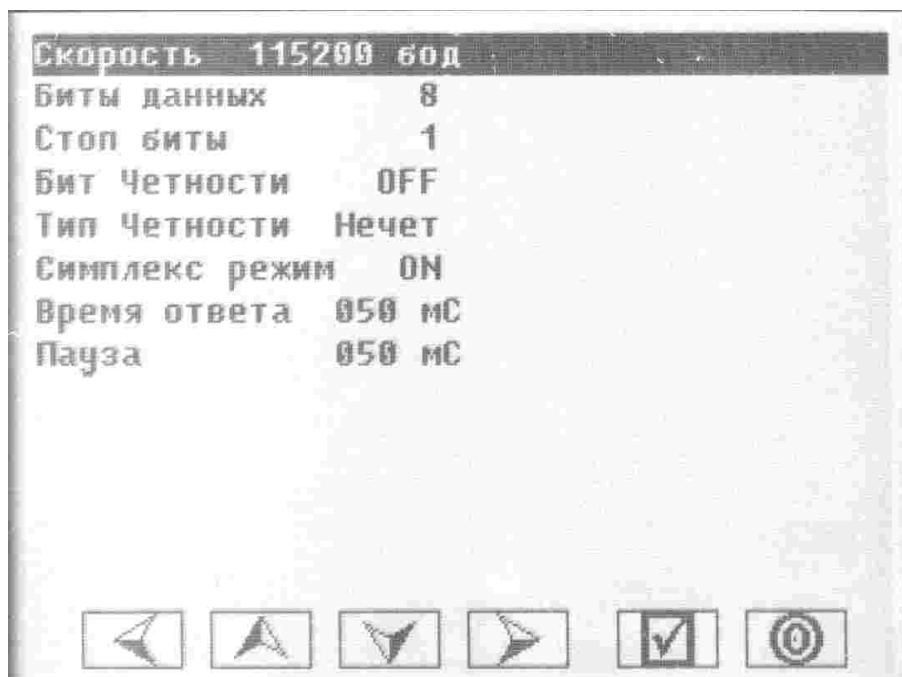 Скорость 115200 бод
Биты данных 8
Стоп биты 1
Бит Четности OFF
Тип Четности Нечет
Симплекс режим ON
Время ответа 050 мС
Пауза 050 мС
0